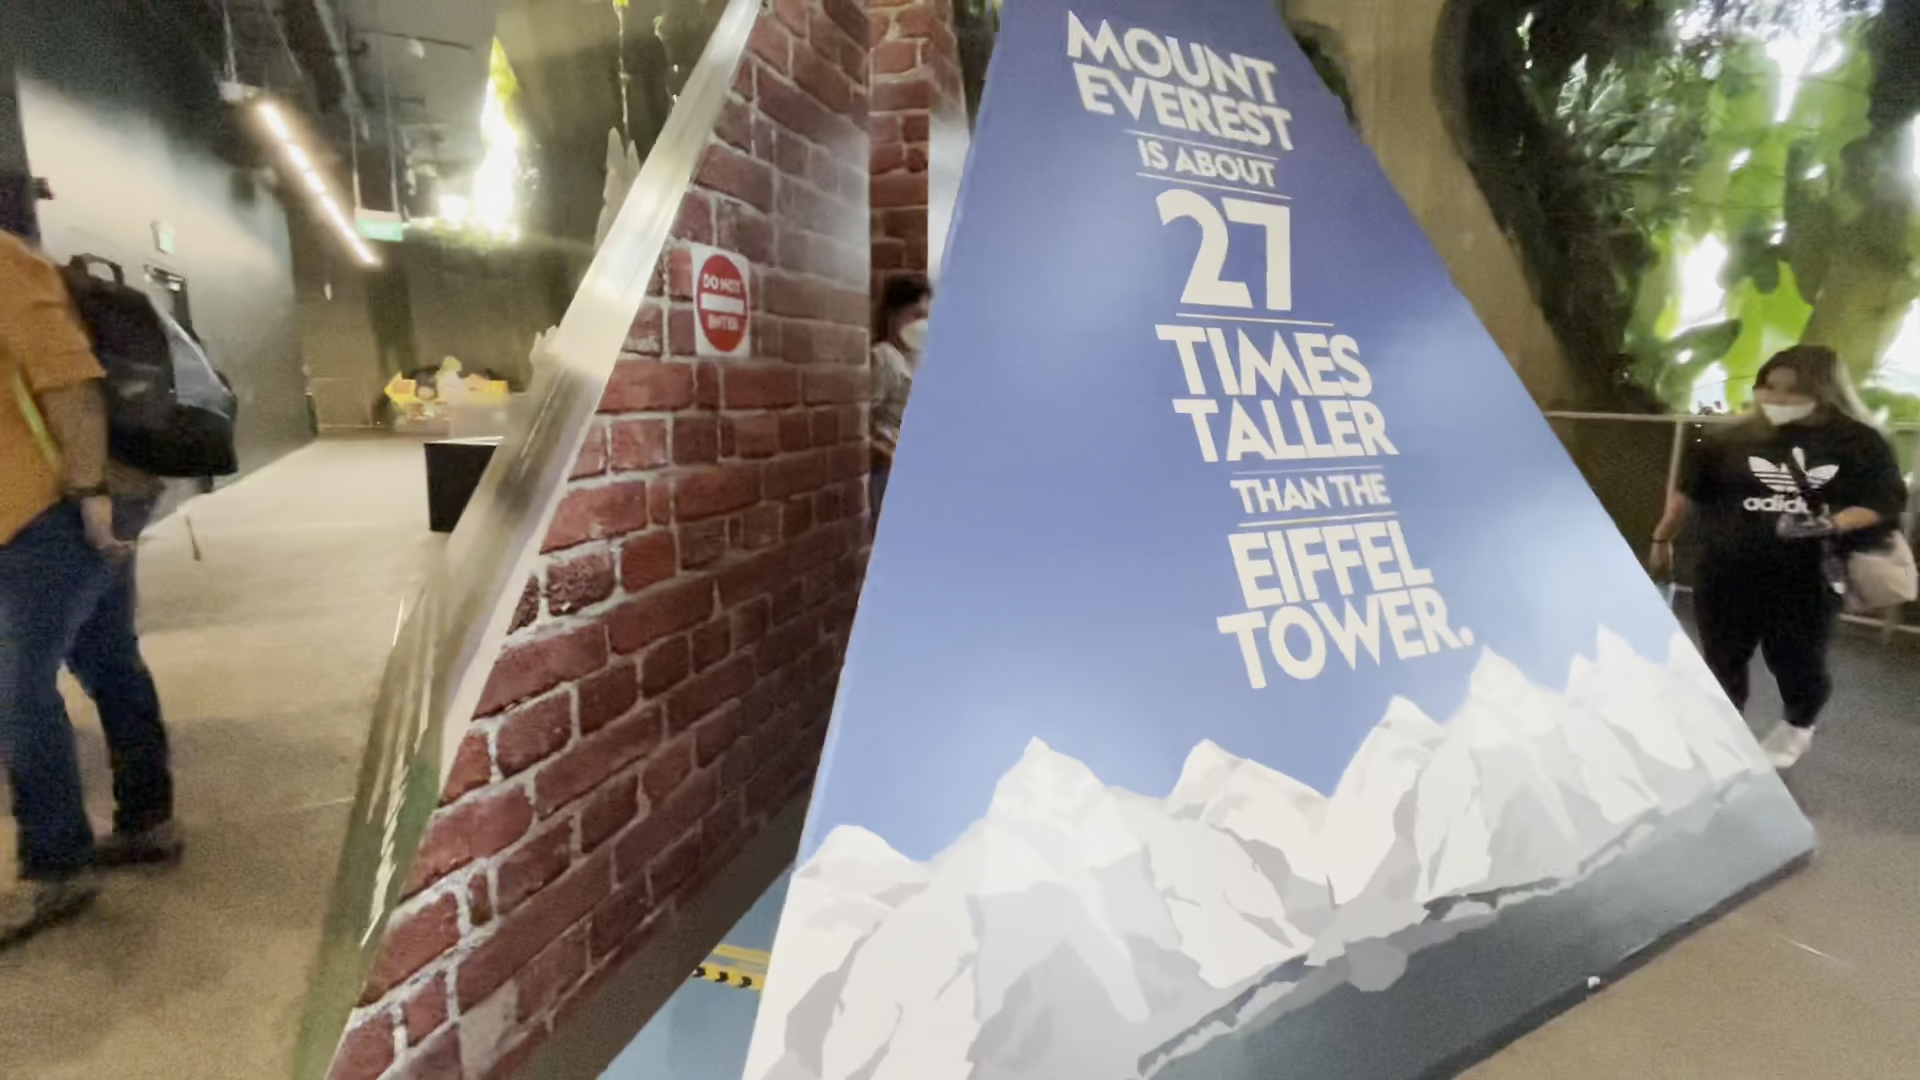 MOUNT
EVEREST
IS ABOUT
27
TIMES
TALLER
THAN THE
EIFFEL
TOWER.
DO NOT
ENTER
adidas